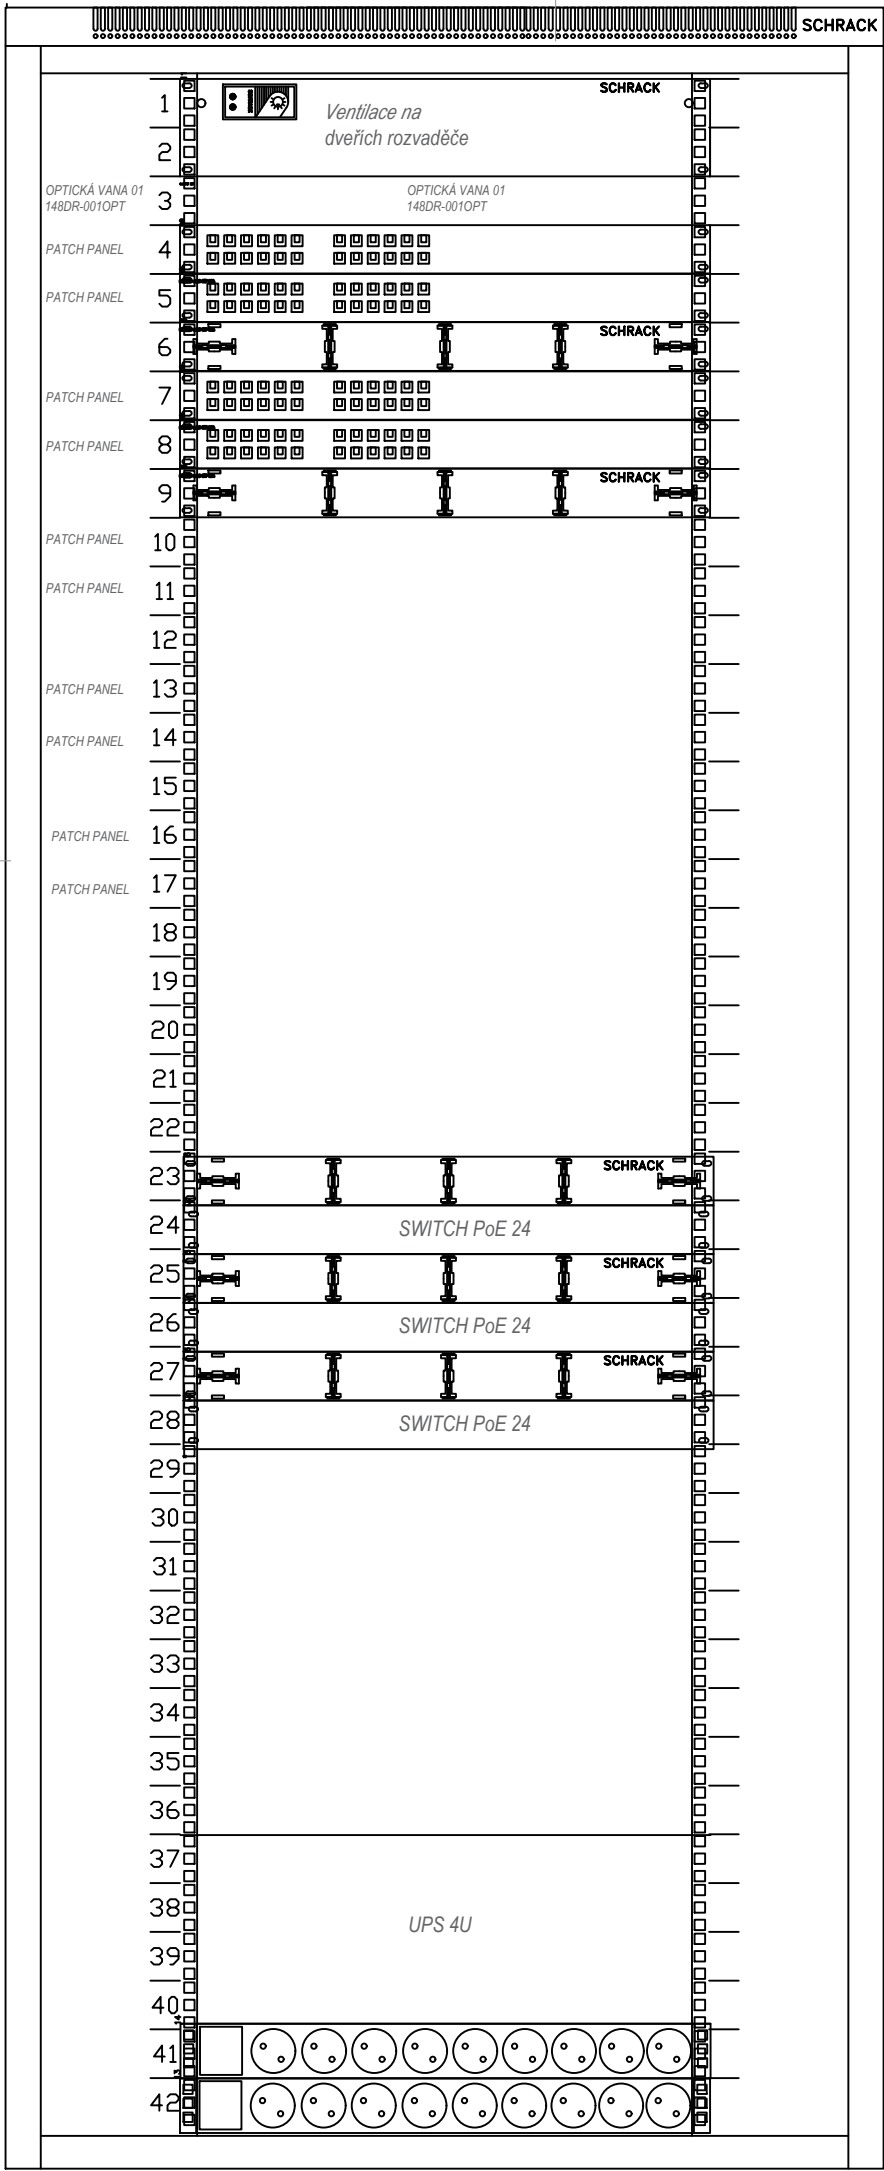 SCHRACK
1
SCHRACK
Ventilace na
dveřích rozvaděče
2
OPTICKÁ VANA 01
148DR-001OPT
3
OPTICKÁ VANA 01
148DR-001OPT
PATCH PANEL
4
PATCH PANEL
5
6
SCHRACK
PATCH PANEL
7
PATCH PANEL
8
9
SCHRACK
PATCH PANEL
10
PATCH PANEL
11
12
PATCH PANEL
13
PATCH PANEL
14
15
PATCH PANEL
16
PATCH PANEL
17
18
19
20
21
22
23
SCHRACK
24
SWITCH PoE 24
25
SCHRACK
26
SWITCH PoE 24
27
SCHRACK
28
SWITCH PoE 24
29
30
31
32
33
34
35
36
37
38
UPS 4U
39
40
41
42